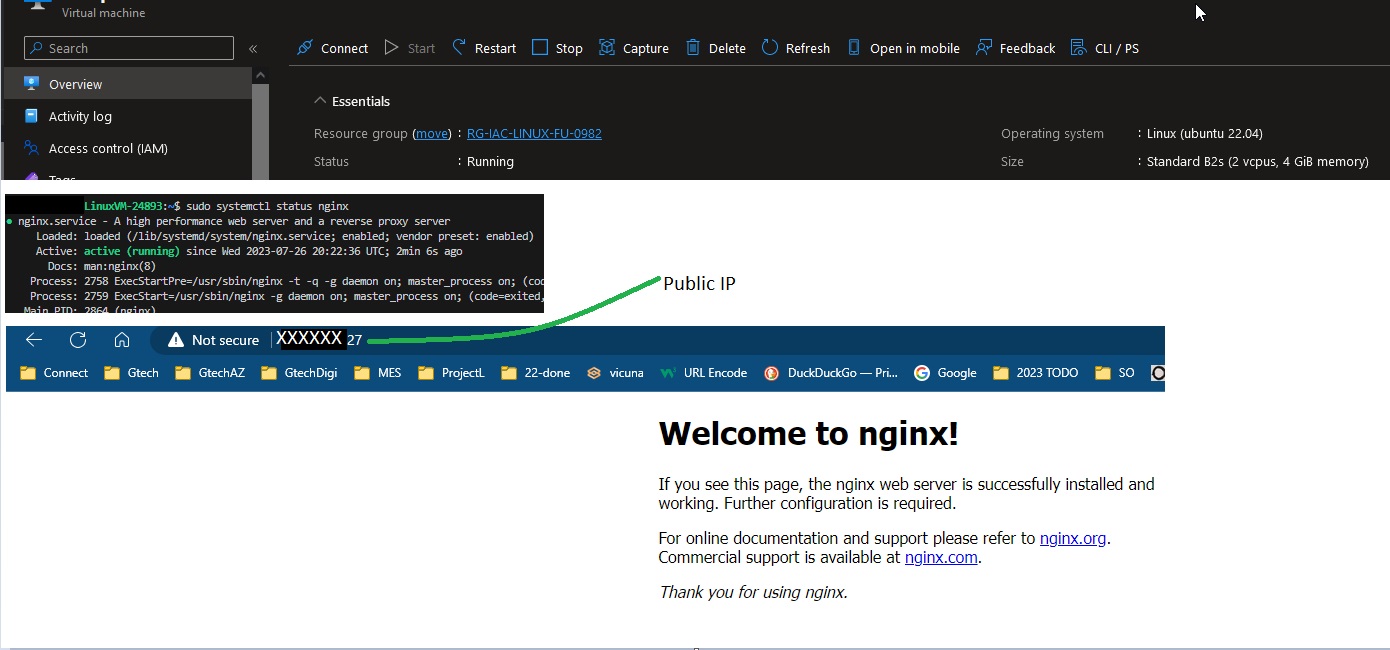 Virtual machine
Search
«
Connect Start Restart Stop Capture Delete Refresh Open in mobile Feedback CLI / PS
Overview
Activity log
Access control (IAM)
Tags
Essentials
Resource group (move) : RG-IAC-LINUX-FU-0982
Operating system : Linux (ubuntu 22.04)
Status : Running
Size : Standard B2s (2 vcpus, 4 GiB memory)
LinuxVM-24893:~$ sudo systemctl status nginx
● nginx.service - A high performance web server and a reverse proxy server
Loaded: loaded (/lib/systemd/system/nginx.service; enabled; vendor preset: enabled)
Active: active (running) since Wed 2023-07-26 20:22:36 UTC; 2min 6s ago
Docs: man:nginx(8)
Process: 2758 ExecStartPre=/usr/sbin/nginx -t -q -g daemon on; master_process on; (cod
Process: 2759 ExecStart=/usr/sbin/nginx -g daemon on; master_process on; (code=exited,
Main PID: 2864 (nginx)
Public IP
Not secure XXXXXX 27
Connect Gtech GtechAZ GtechDigi MES ProjectL 22-done vicuna URL Encode DuckDuckGo — Pri... Google 2023 TODO SO
Welcome to nginx!
If you see this page, the nginx web server is successfully installed and
working. Further configuration is required.
For online documentation and support please refer to nginx.org.
Commercial support is available at nginx.com.
Thank you for using nginx.